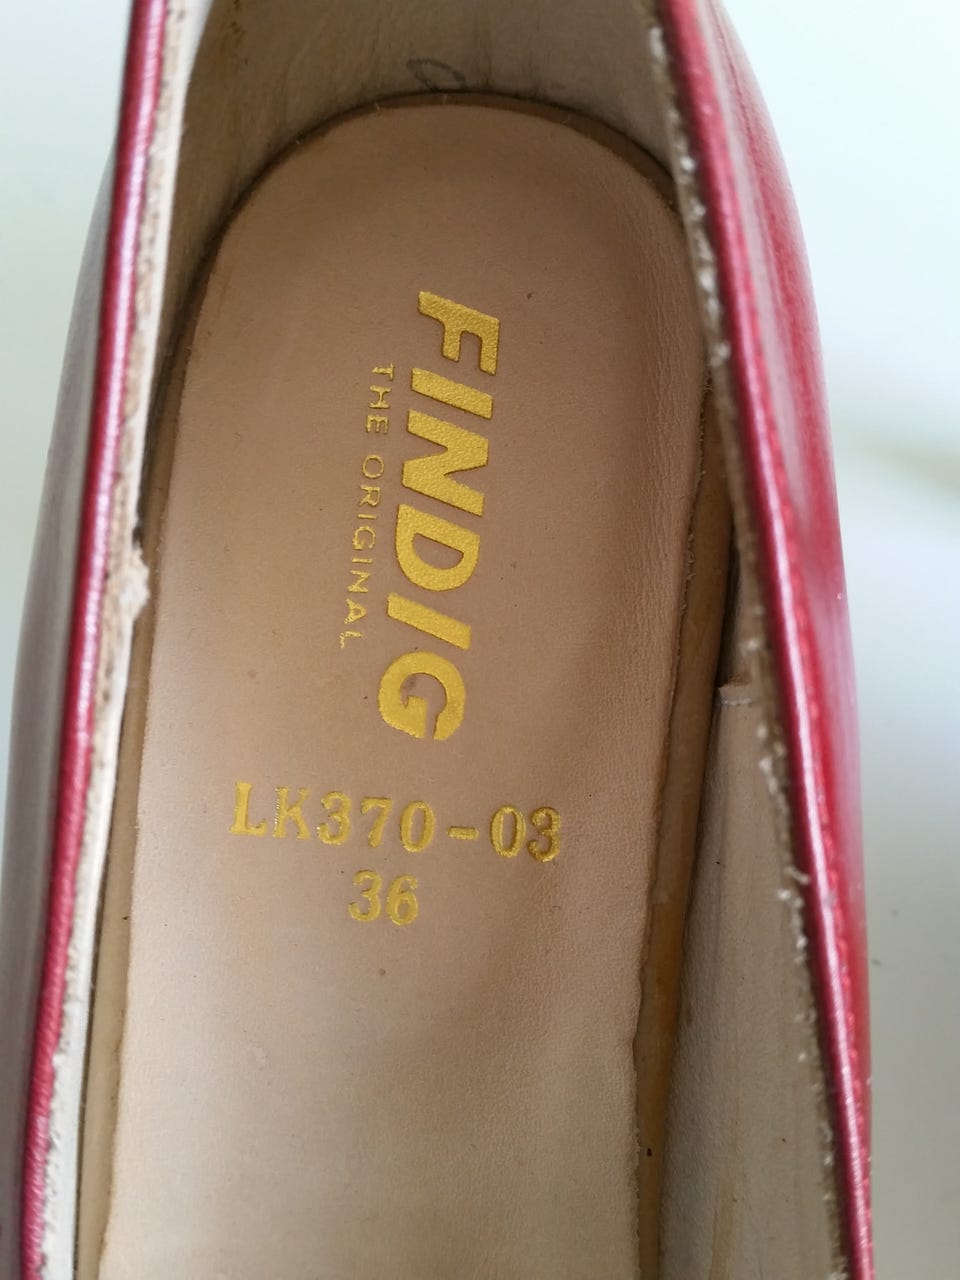 FINDIG
THE ORIGINAL
LK370-03
36